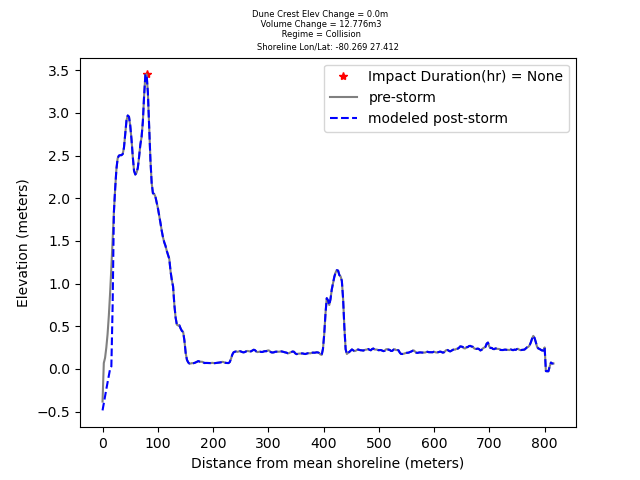 Dune Crest Elev Change = 0.0m
Volume Change = 12.776m3
Regime = Collision
Shoreline Lon/Lat: -80.269 27.412
Impact Duration(hr) = None
pre-storm
modeled post-storm
3.5
3.0
2.5
2.0
1.5
1.0
0.5
0.0
−0.5
Elevation (meters)
0 100 200 300 400 500 600 700 800
Distance from mean shoreline (meters)